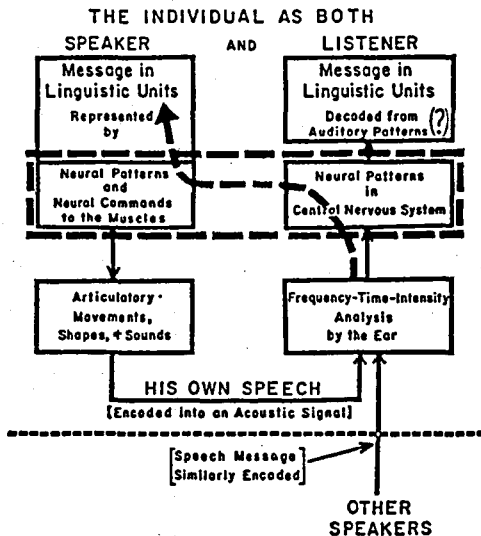 THE INDIVIDUAL AS BOTH
SPEAKER AND LISTENER
Message in
Linguistic Units
Represented
by
Message in
Linguistic Units
Decoded from
Auditory Patterns (?)
Neural Patterns
and
Neural Commands
to the Muscles
Neural Patterns
in
Central Nervous System
Articulatory
Movements,
Shapes, + Sounds
Frequency-Time-Intensity
Analysis
by the Ear
HIS OWN SPEECH
[Encoded into an Acoustic Signal]
[Speech Message
Similarly Encoded]
OTHER
SPEAKERS